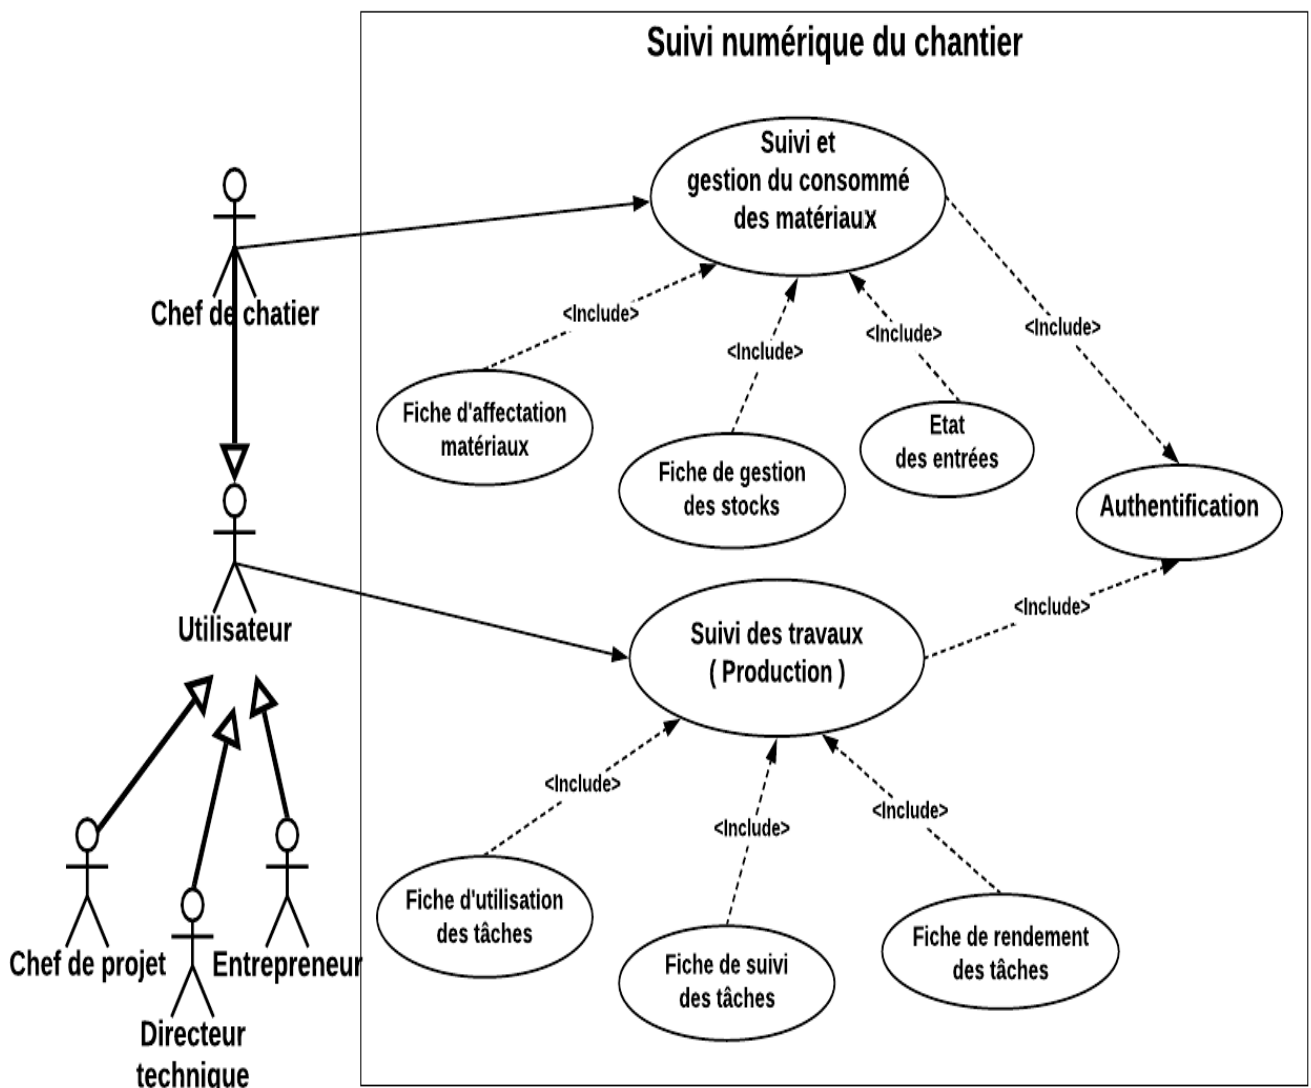 Suivi numérique du chantier
Suivi et
gestion du consommé
des matériaux
Chef de chatier
<Include>
<Include>
<Include>
<Include>
Fiche d'affectation
matériaux
Fiche de gestion
des stocks
Etat
des entrées
Authentification
Utilisateur
Suivi des travaux
( Production )
<Include>
<Include>
<Include>
<Include>
Fiche d'utilisation
des tâches
Fiche de suivi
des tâches
Fiche de rendement
des tâches
Chef de projet
Entrepreneur
Directeur
technique